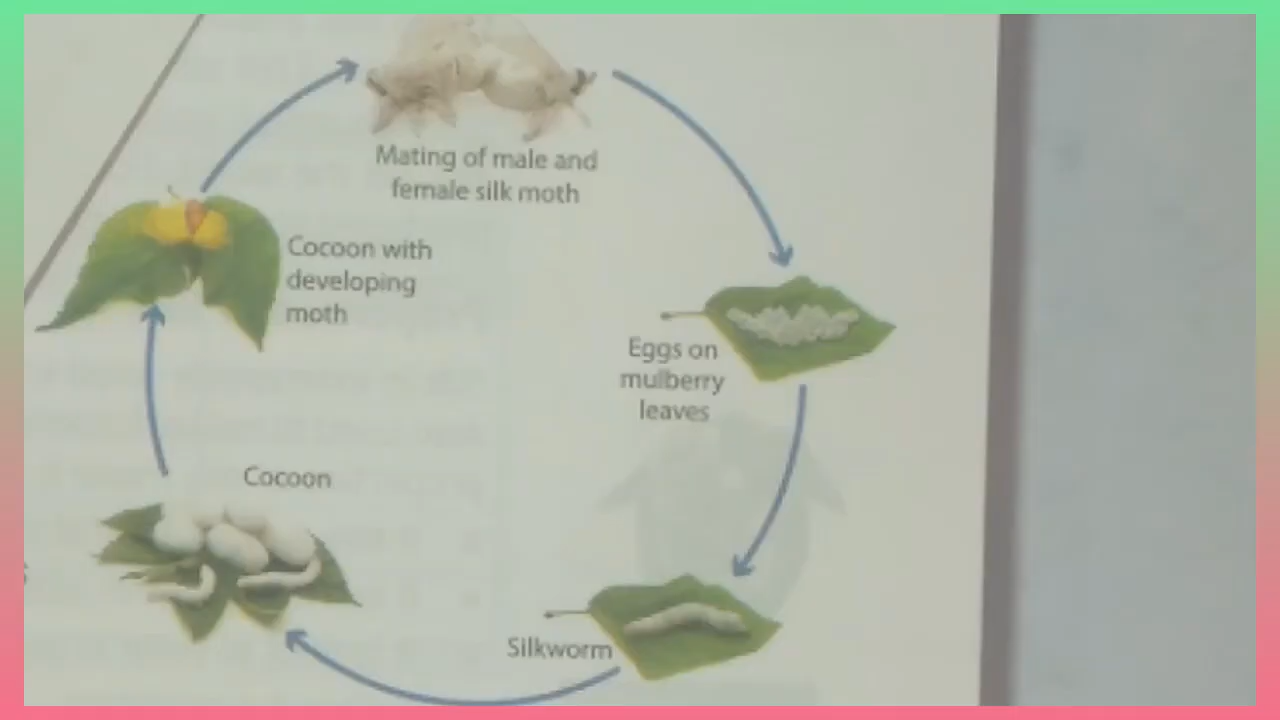 Mating of male and
female silk moth
Cocoon with
developing
moth
Eggs on
mulberry
leaves
Cocoon
Silkworm